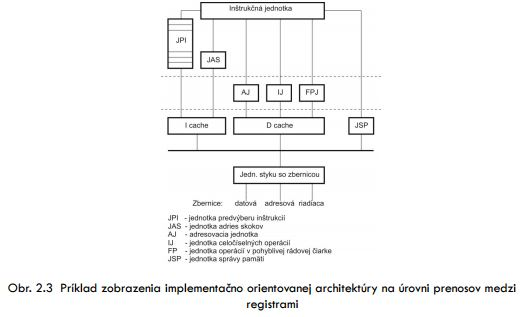 Inštrukčná jednotka
JPI
JAS
AJ
IJ
FPJ
I cache
D cache
JSP
Jedn. styku so zbernicou
Zbernice: datová adresová riadiaca
JPI - jednotka predvýberu inštrukcií
JAS - jednotka adries skokov
AJ - adresovacia jednotka
IJ - jednotka celočíselných operácií
FP - jednotka operácií v pohyblivej rádovej čiarke
JSP - jednotka správy pamäti
Obr. 2.3 Príklad zobrazenia implementačno orientovanej architektúry na úrovni prenosov medzi
registrami